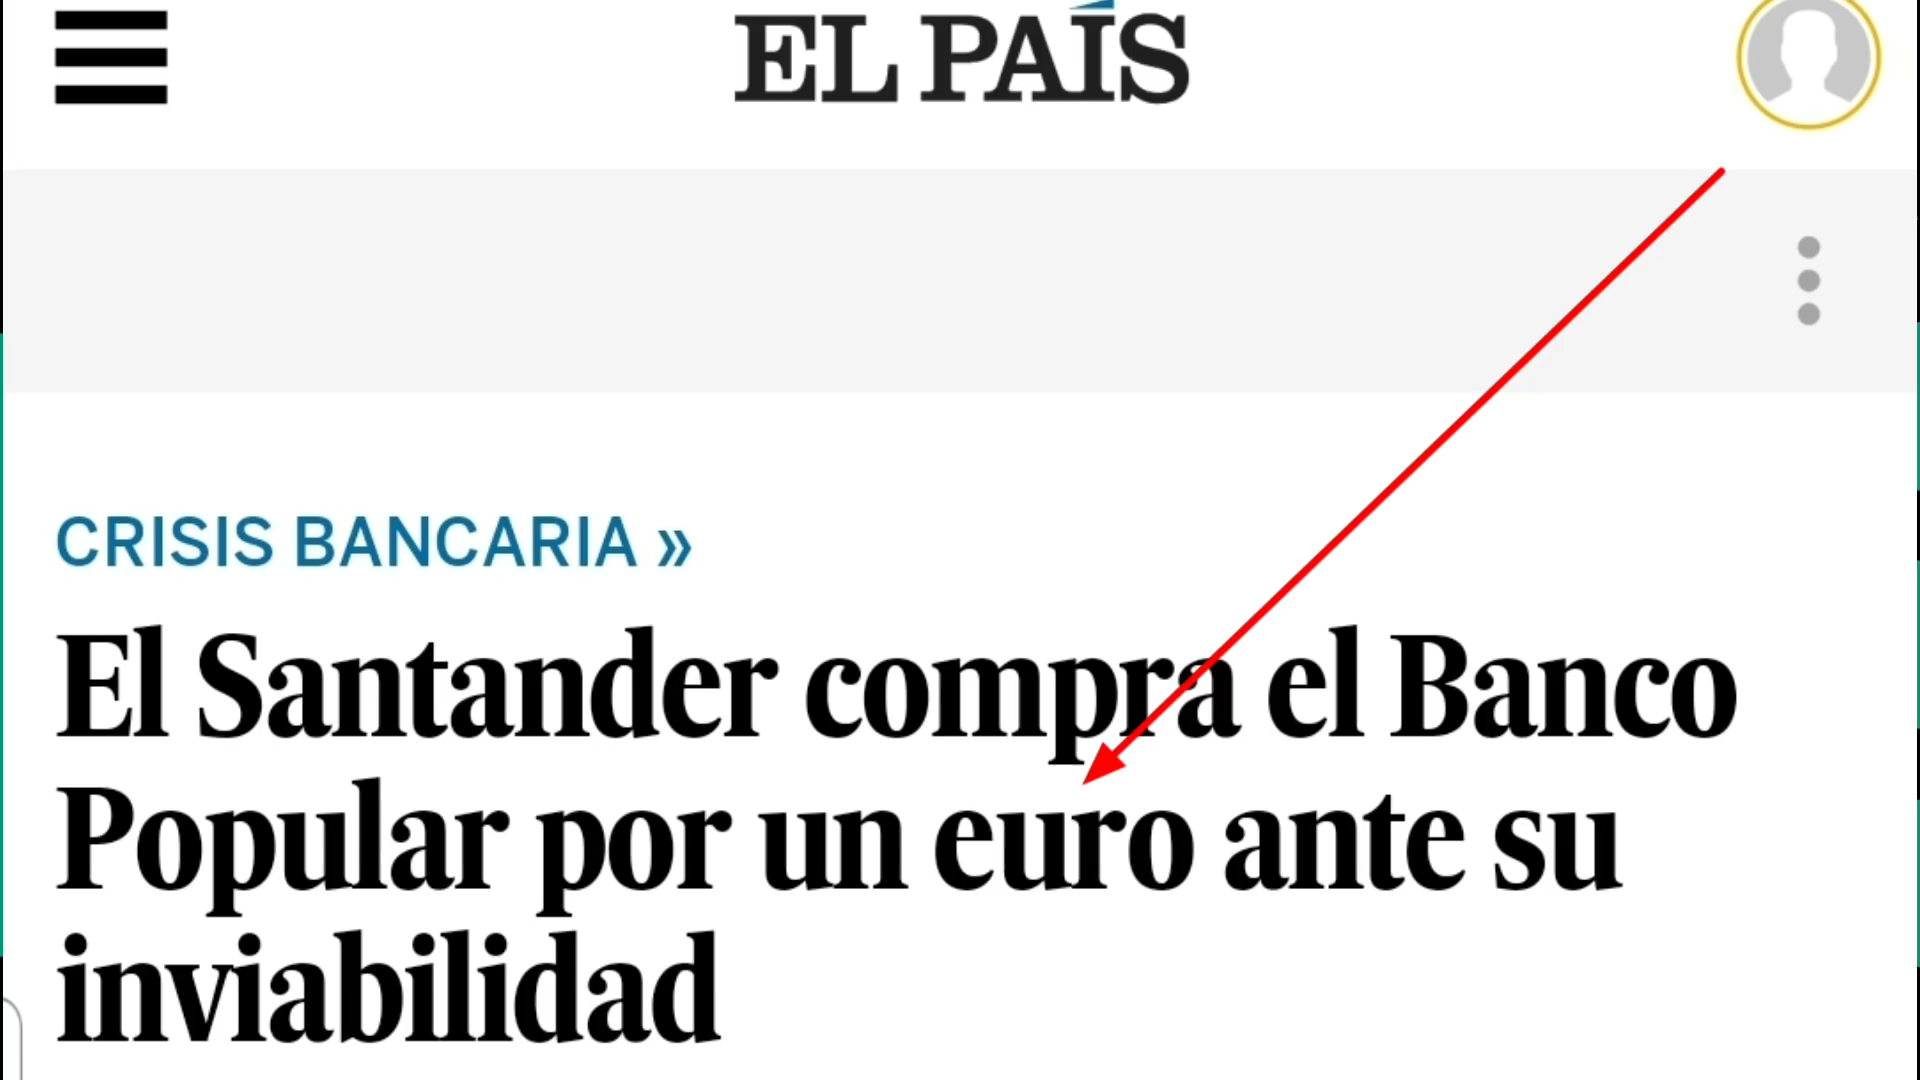 EL PAÍS
CRISIS BANCARIA »
El Santander compra el Banco
Popular por un euro ante su
inviabilidad